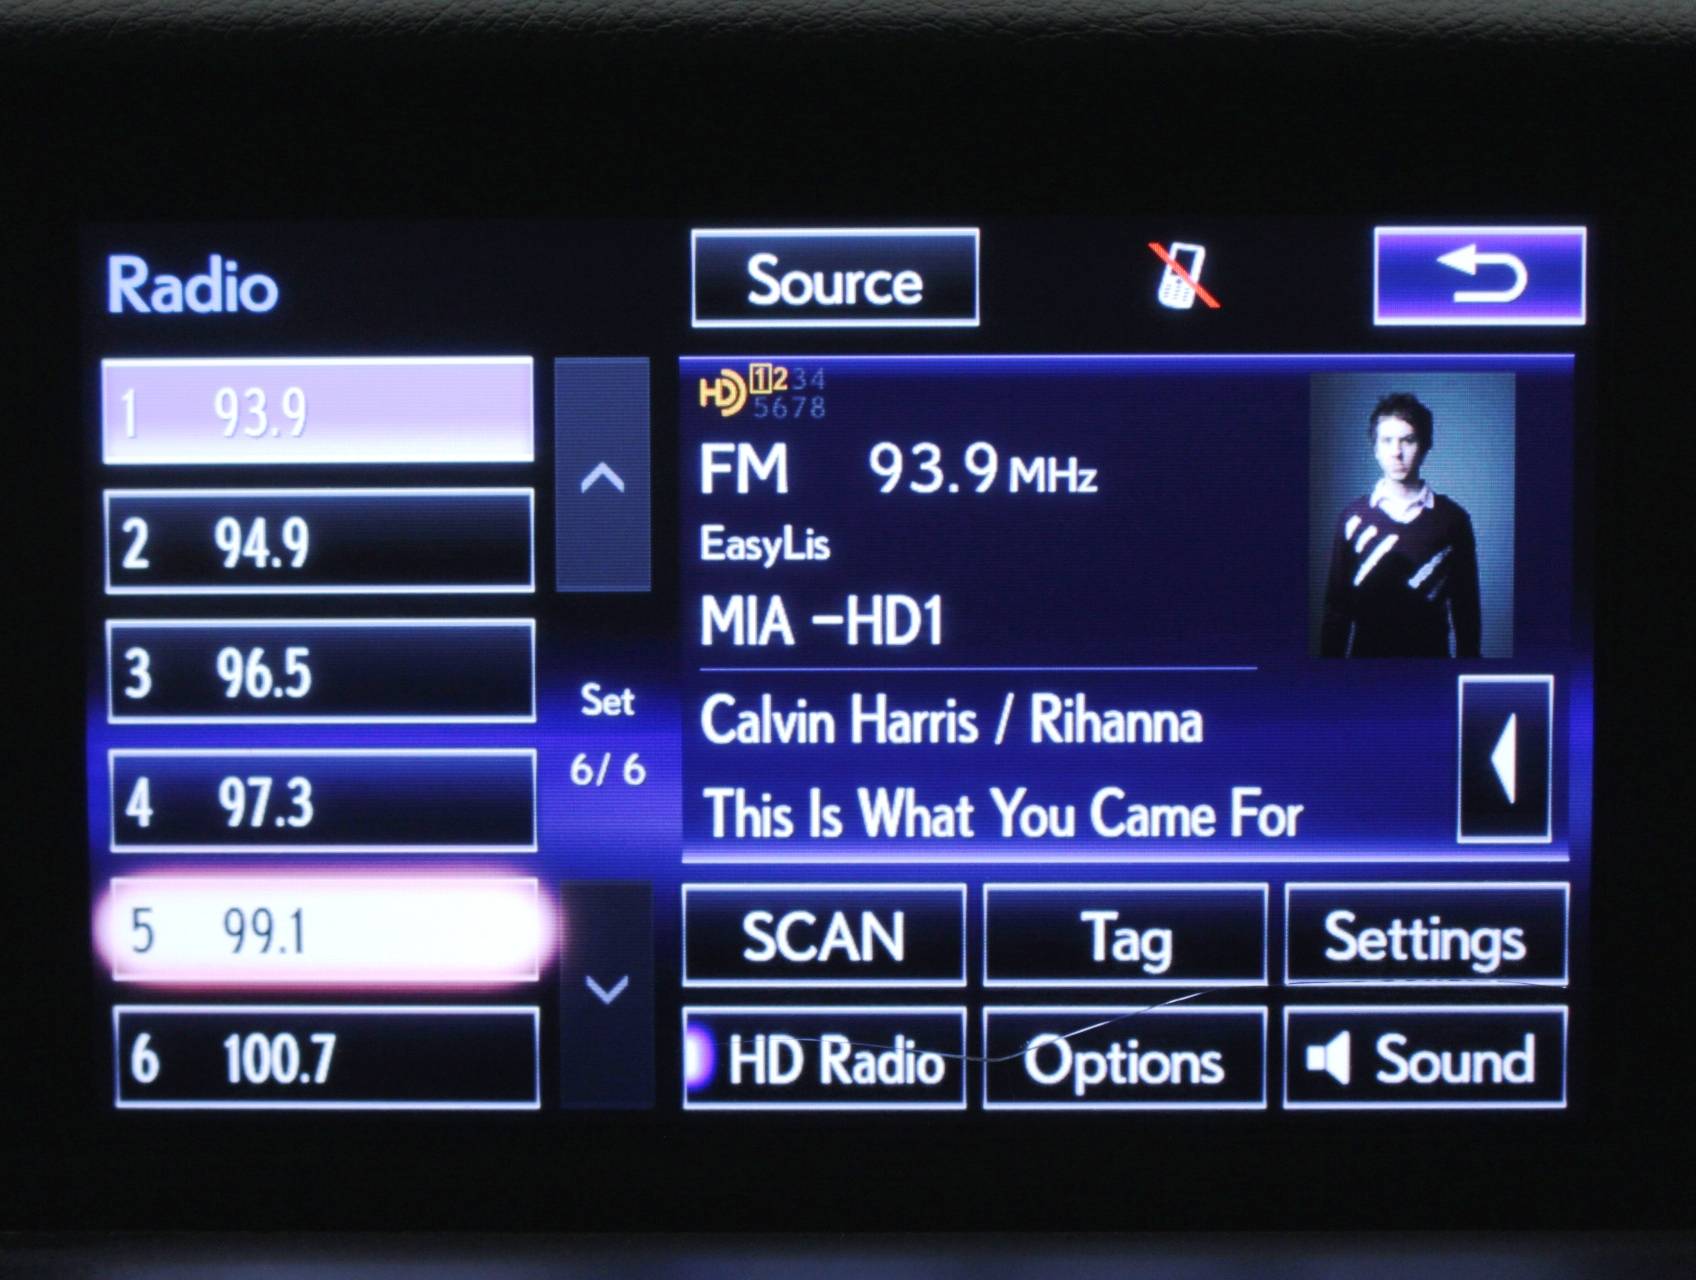 Radio
Source
1 93.9
2 94.9
3 96.5
4 97.3
5 99.1
6 100.7
Set
6/ 6
HD 1234
5678
FM 93.9 MHz
EasyLis
MIA -HD1
Calvin Harris / Rihanna
This Is What You Came For
SCAN
Tag
Settings
HD Radio
Options
Sound